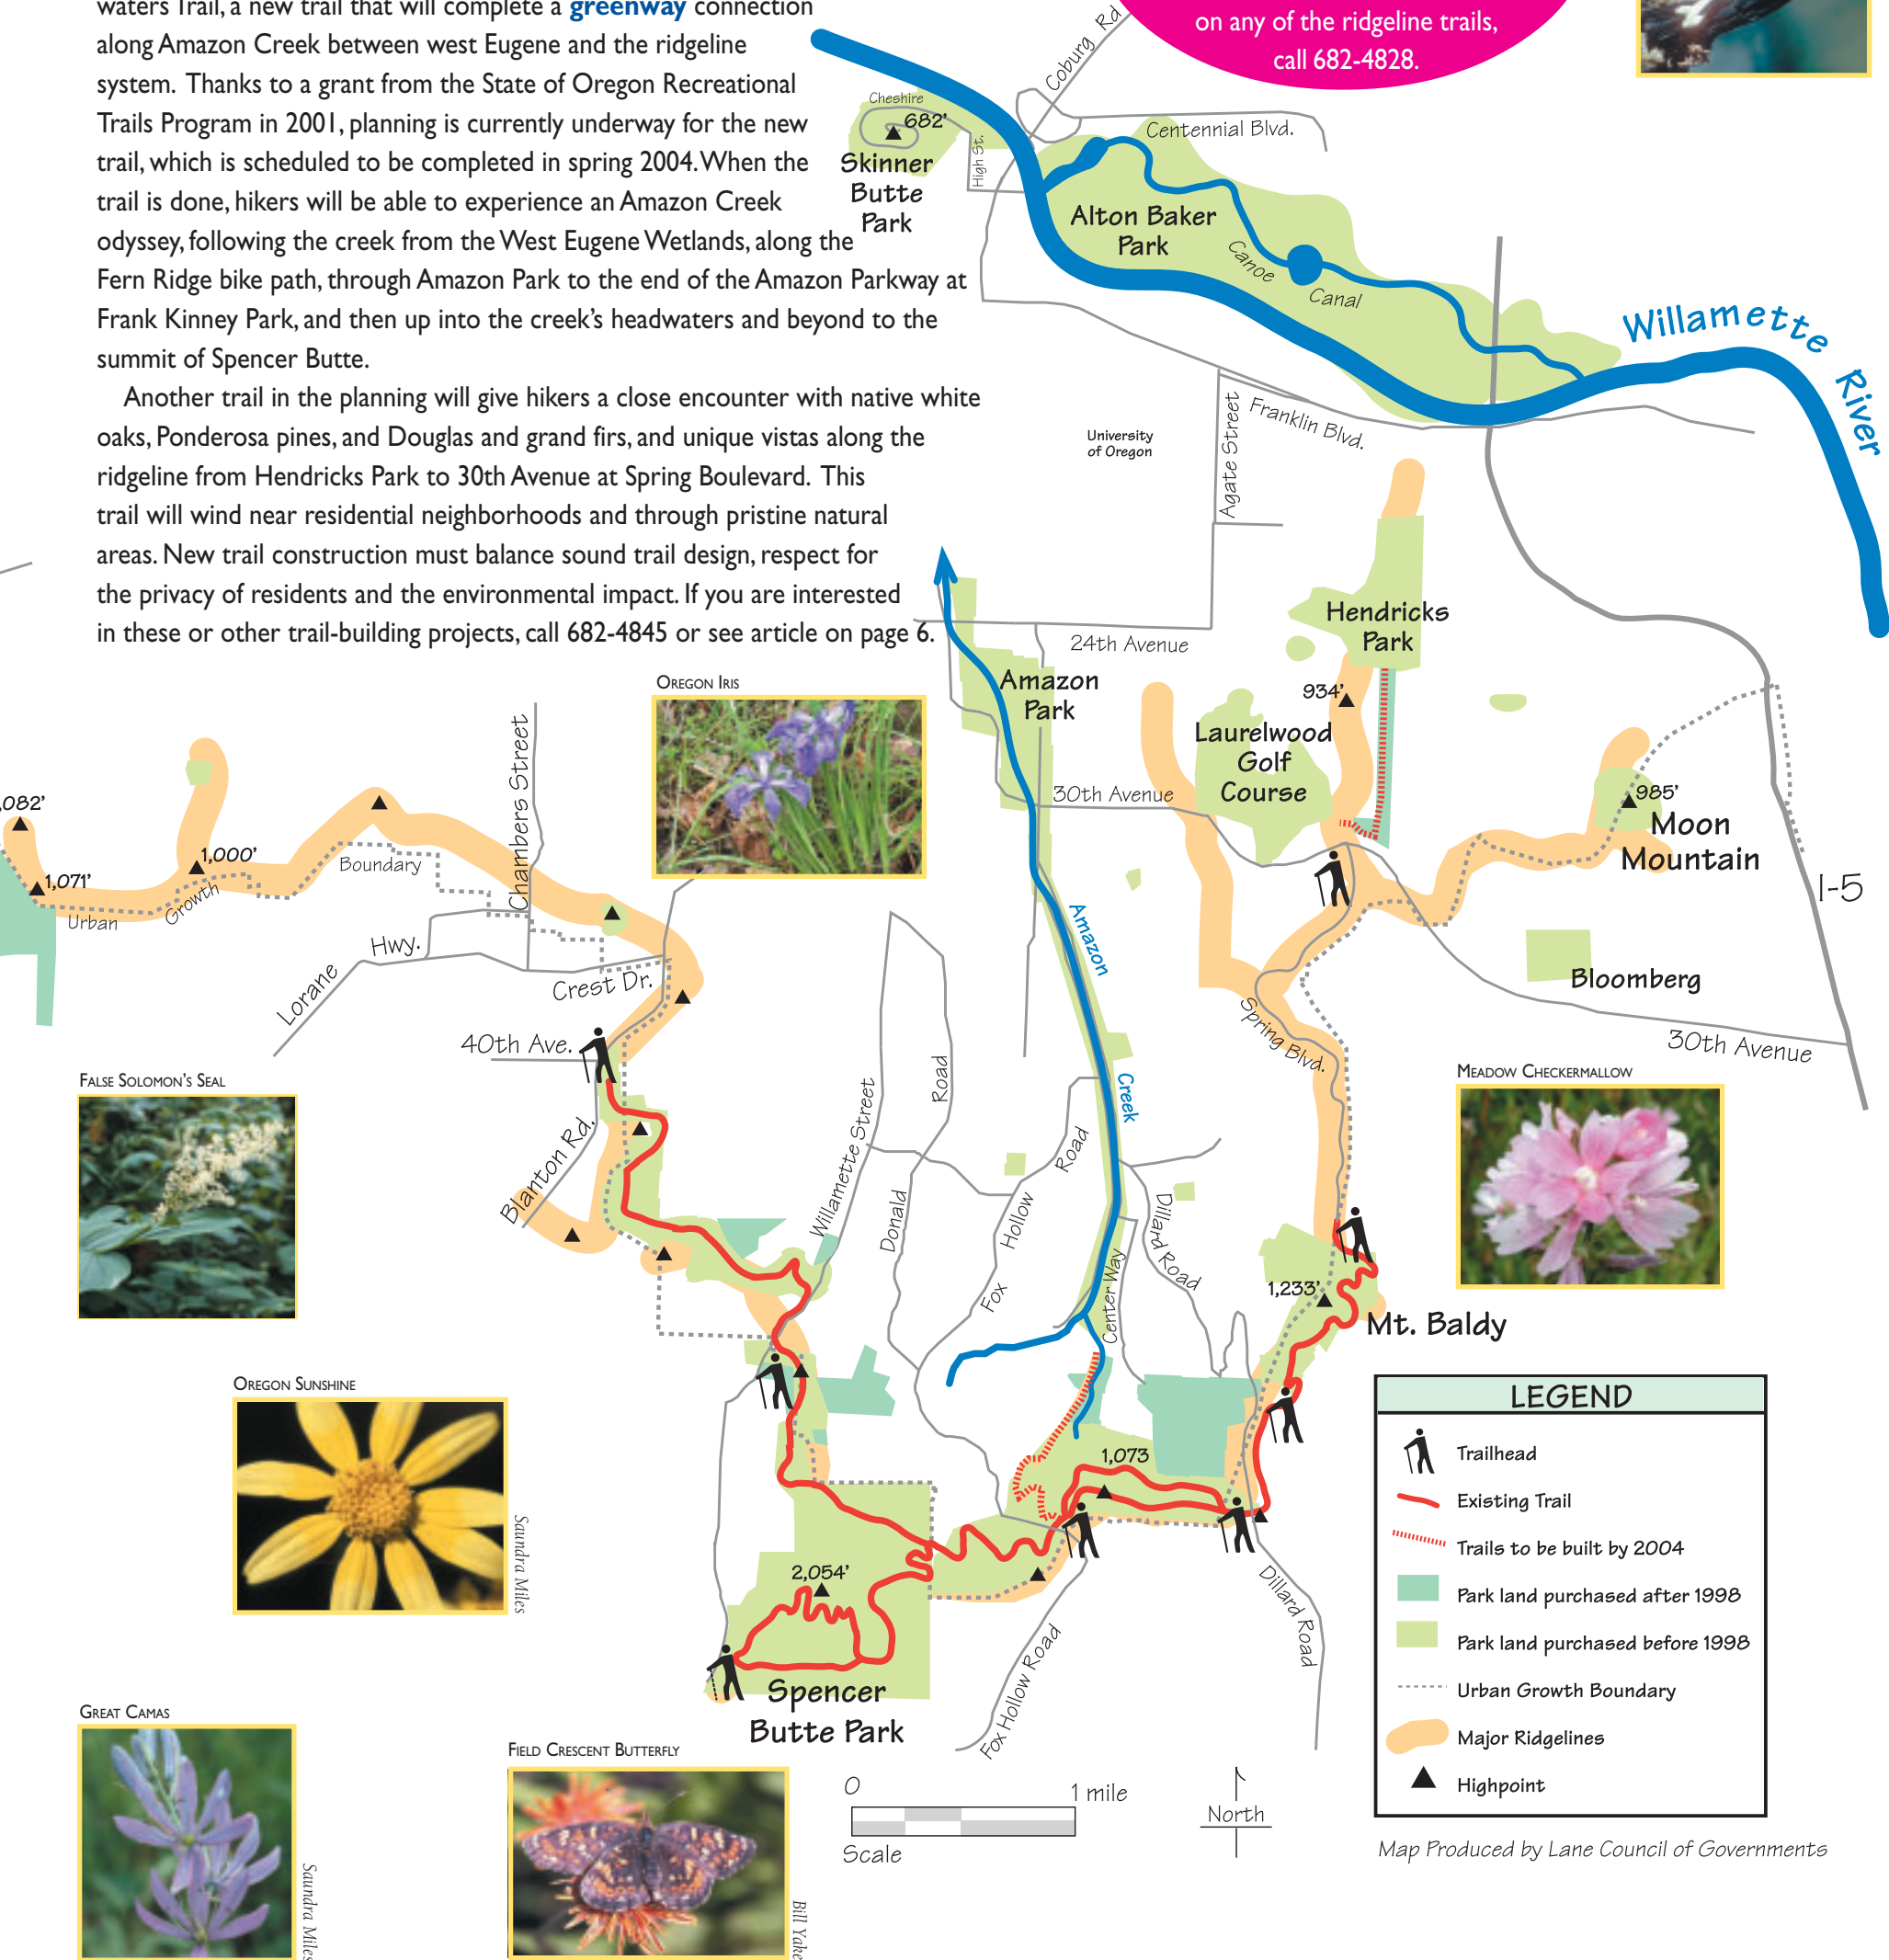 waters Trail, a new trail that will complete a greenway connection
along Amazon Creek between west Eugene and the ridgeline
system. Thanks to a grant from the State of Oregon Recreational
Trails Program in 2001, planning is currently underway for the new
trail, which is scheduled to be completed in spring 2004. When the
trail is done, hikers will be able to experience an Amazon Creek
odyssey, following the creek from the West Eugene Wetlands, along the
Fern Ridge bike path, through Amazon Park to the end of the Amazon Parkway at
Frank Kinney Park, and then up into the creek's headwaters and beyond to the
summit of Spencer Butte.
Another trail in the planning will give hikers a close encounter with native white
oaks, Ponderosa pines, and Douglas and grand firs, and unique vistas along the
ridgeline from Hendricks Park to 30th Avenue at Spring Boulevard. This
trail will wind near residential neighborhoods and through pristine natural
areas. New trail construction must balance sound trail design, respect for
the privacy of residents and the environmental impact. If you are interested
in these or other trail-building projects, call 682-4845 or see article on page 6.
on any of the ridgeline trails,
call 682-4828.
Coburg Rd
Cheshire
682'
High St.
Skinner
Butte
Park
Centennial Blvd.
Alton Baker
Park
Canoe
Canal
Willamette
River
University
of Oregon
Agate Street
Franklin Blvd.
Hendricks
Park
24th Avenue
Amazon
Park
934'
Laurelwood
Golf
Course
30th Avenue
985'
Moon
Mountain
I-5
Bloomberg
30th Avenue
Spring Blvd.
OREGON IRIS
,082'
1,071'
1,000'
Urban
Growth
Boundary
Chambers Street
Lorane
Hwy.
Crest Dr.
40th Ave.
Blanton Rd.
Willamette Street
Donald
Road
Fox
Hollow
Road
Amazon
Creek
Dillard Road
Center Way
1,233'
Mt. Baldy
1,073
2,054'
Spencer
Butte Park
Fox Hollow Road
Dillard Road
FALSE SOLOMON'S SEAL
OREGON SUNSHINE
Saundra Miles
GREAT CAMAS
Saundra Miles
FIELD CRESCENT BUTTERFLY
Bill Yake
MEADOW CHECKERMALLOW
LEGEND
Trailhead
Existing Trail
Trails to be built by 2004
Park land purchased after 1998
Park land purchased before 1998
Urban Growth Boundary
Major Ridgelines
Highpoint
0
1 mile
Scale
North
Map Produced by Lane Council of Governments